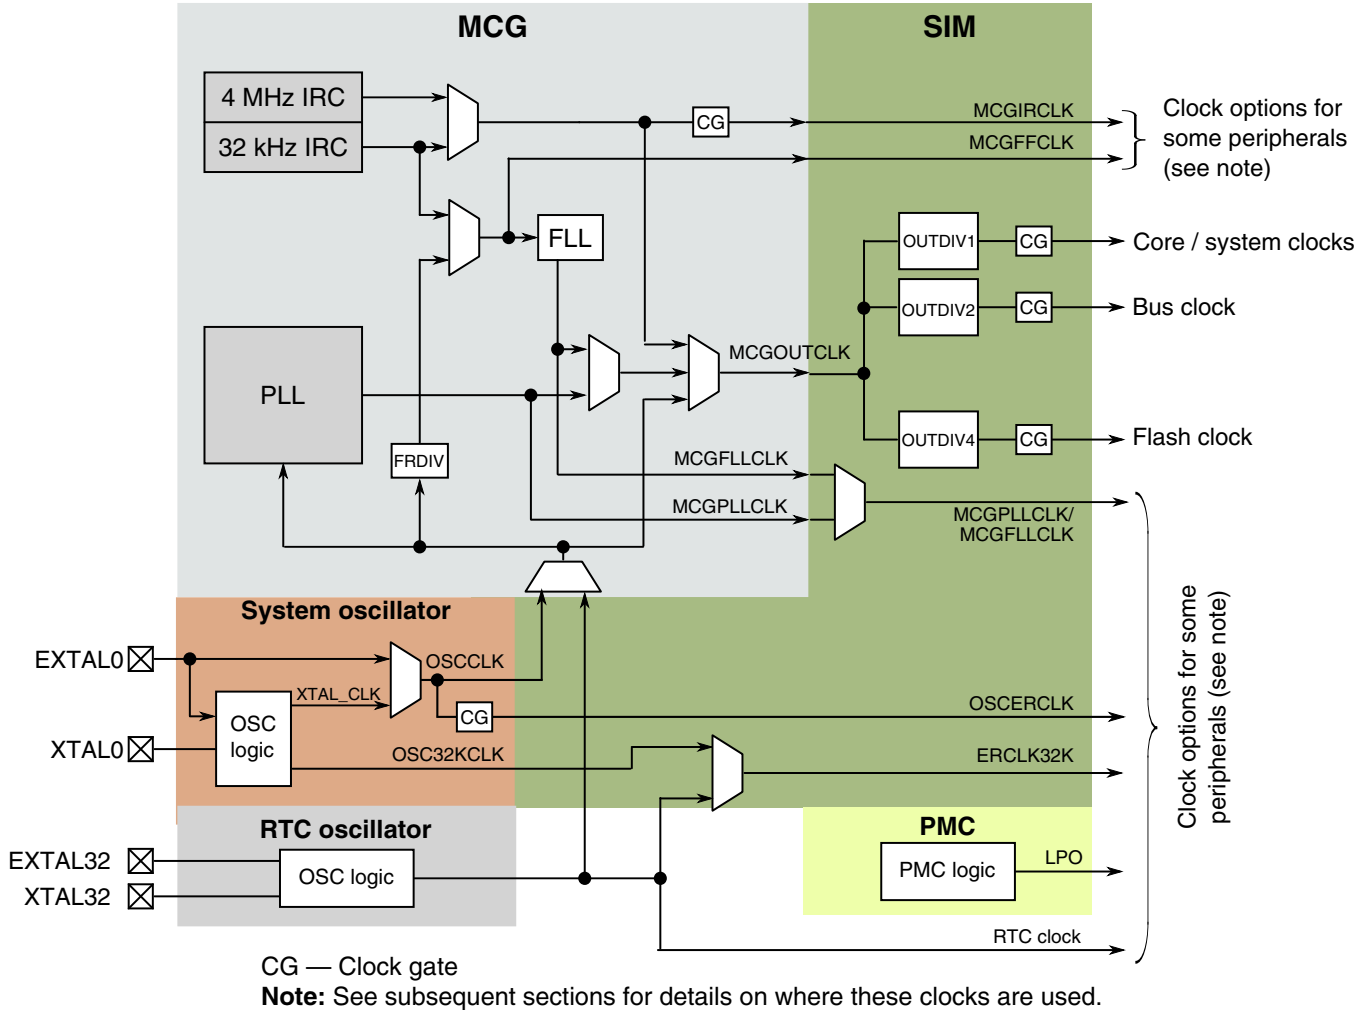 MCG
SIM
4 MHz IRC
32 kHz IRC
CG
MCGIRCLK
MCGFFCLK
Clock options for
some peripherals
(see note)
FLL
OUTDIV1
CG
Core / system clocks
OUTDIV2
CG
Bus clock
PLL
MCGOUTCLK
OUTDIV4
CG
Flash clock
FRDIV
MCGFLLCLK
MCGPLLCLK
MCGPLLCLK/
MCGFLLCLK
System oscillator
EXTAL0
OSCCLK
XTAL_CLK
OSC
logic
CG
OSCERCLK
XTAL0
OSC32KCLK
ERCLK32K
Clock options for some
peripherals (see note)
RTC oscillator
PMC
EXTAL32
OSC logic
PMC logic
LPO
XTAL32
RTC clock
CG — Clock gate
Note: See subsequent sections for details on where these clocks are used.